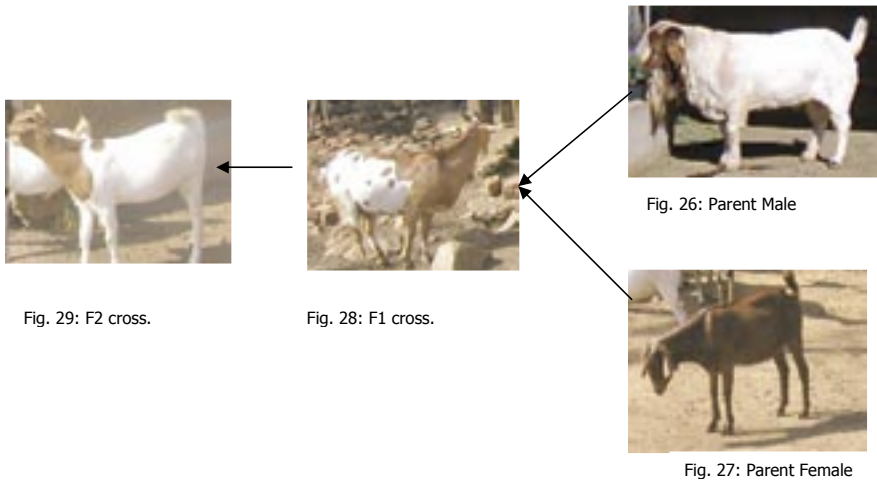 Fig. 26: Parent Male
Fig. 29: F2 cross.
Fig. 28: F1 cross.
Fig. 27: Parent Female